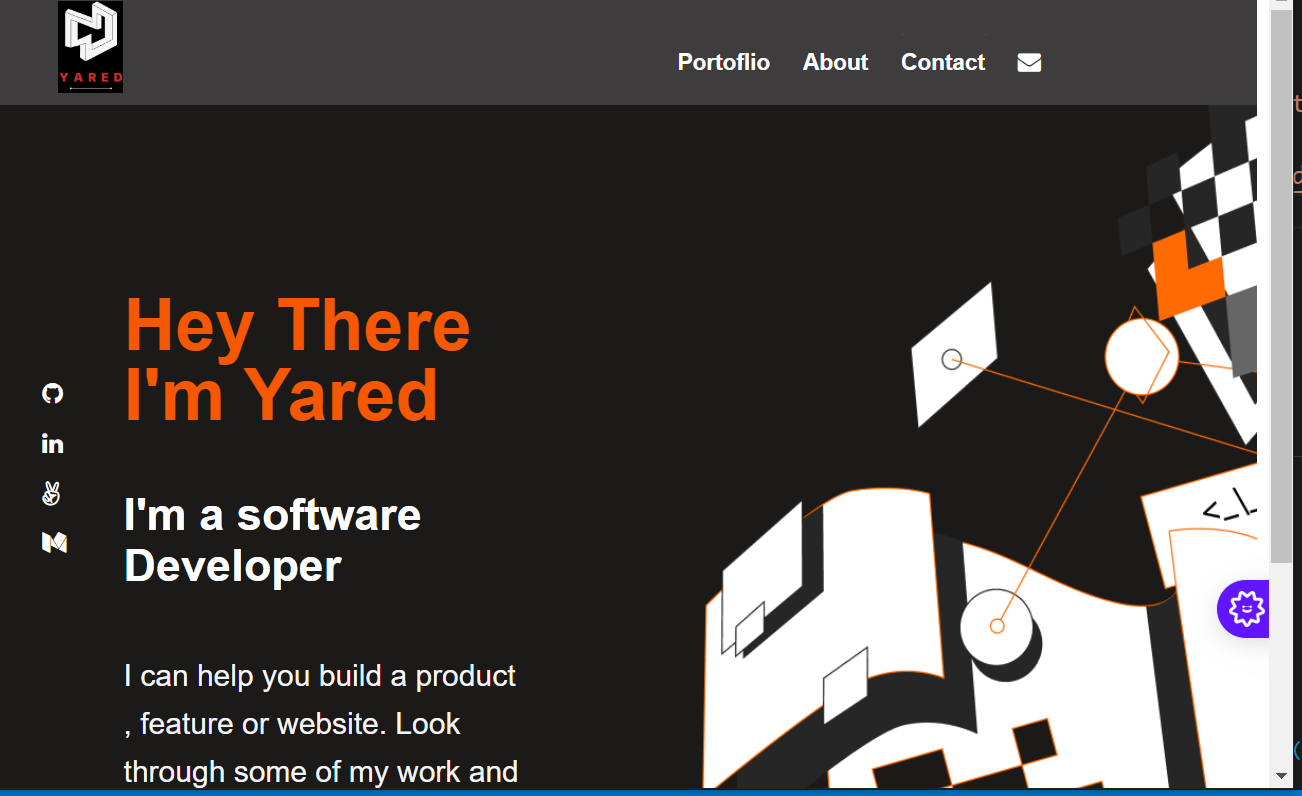 YARED
Portoflio About Contact
Hey There
I'm Yared
I'm a software
Developer
I can help you build a product
, feature or website. Look
through some of my work and
in
<_\
t
d
(